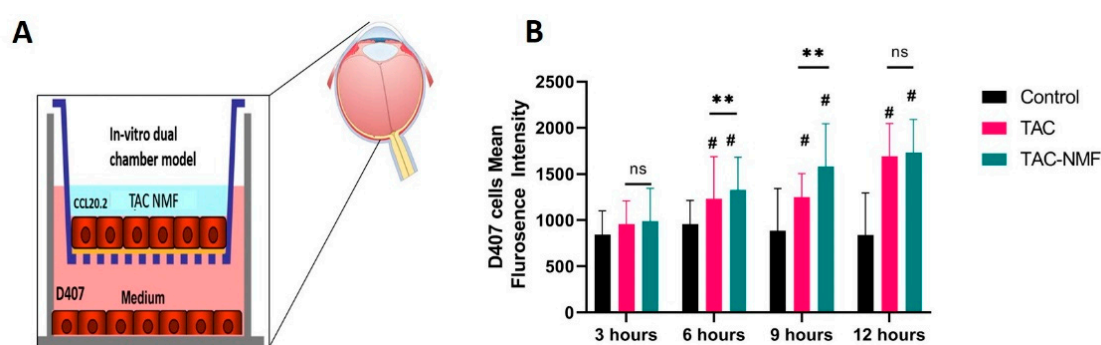 A
In-vitro dual
chamber model
CCL20.2
TAC NMF
D407
Medium
B
D407 cells Mean
Flurosence Intensity
2500
2000
1500
1000
500
0
ns
**
# #
**
# #
ns
# #
3 hours
6 hours
9 hours
12 hours
Control
TAC
TAC-NMF